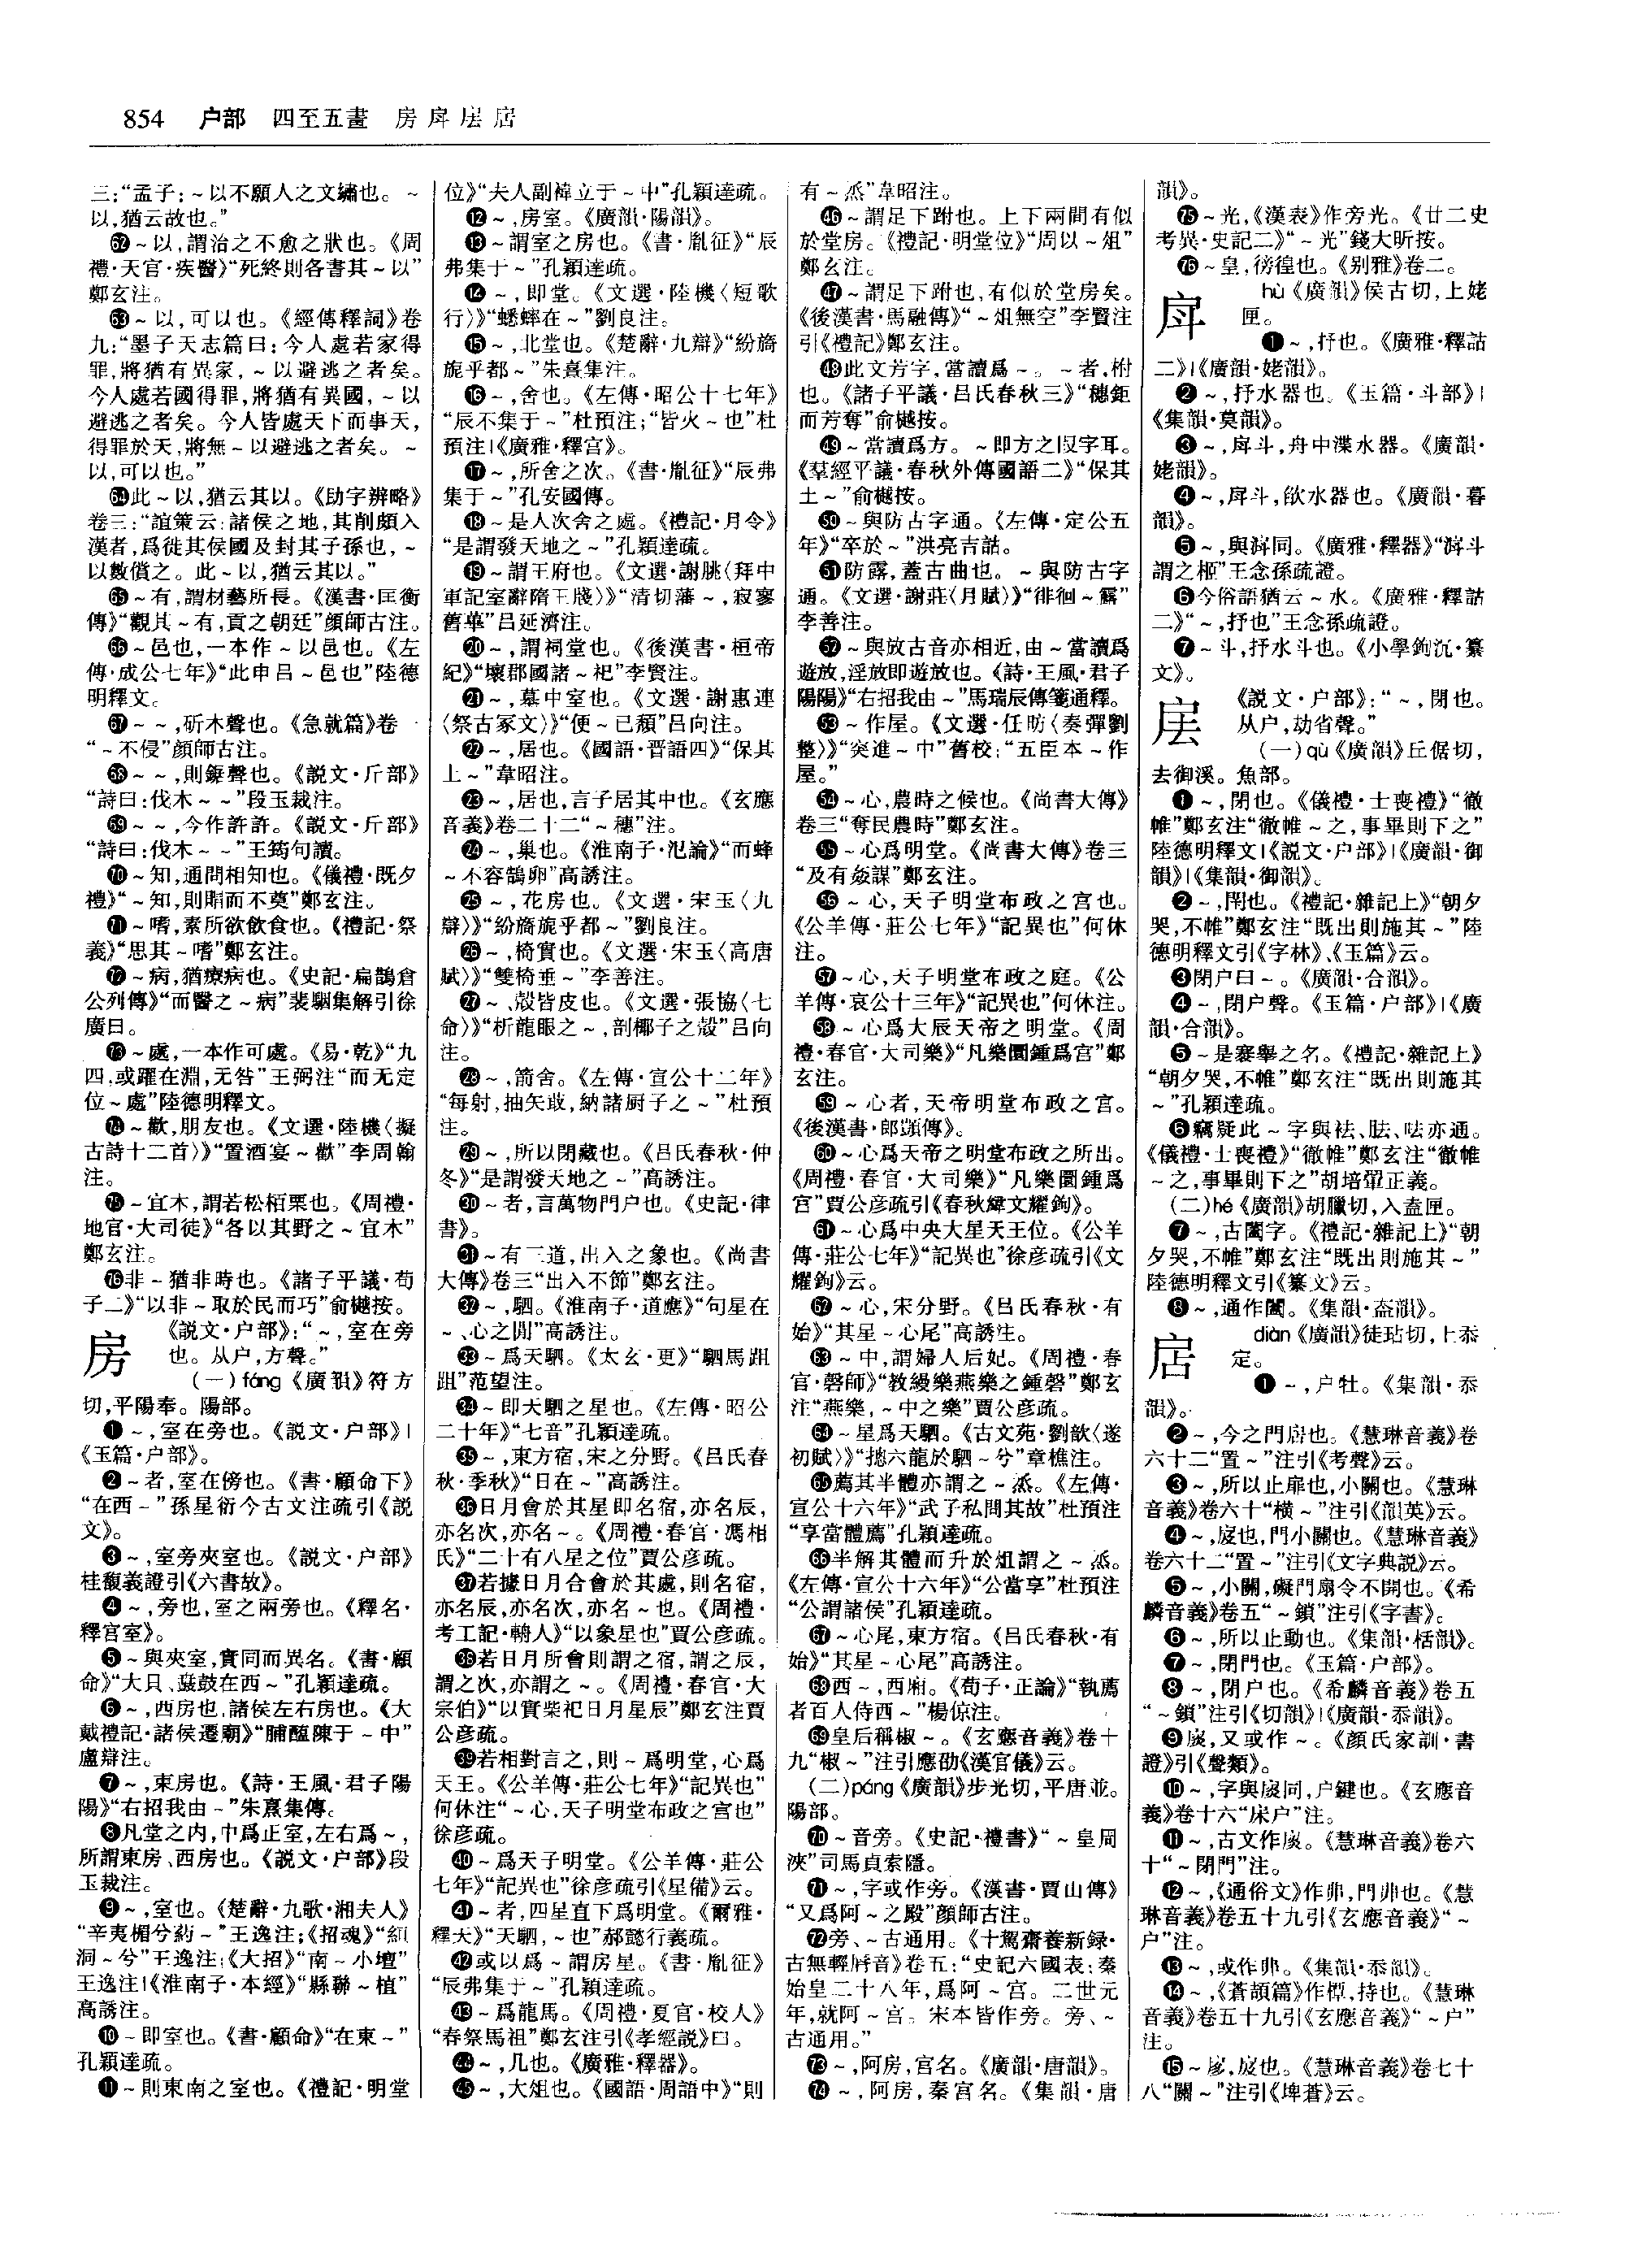 854 户部 四至五畫 房戽㕇扂
三:“孟子:～以不願人之文繡也。～
以,猶云故也。”
62～以,謂治之不愈之狀也。《周
禮·天官·疾醫》“死終則各書其～以”
鄭玄注。
63～以,可以也。《經傳釋詞》卷
九:“墨子天志篇曰:今人處若家得
罪,將猶有異家,～以避逃之者矣。
今人處若國得罪,將猶有異國,～以
避逃之者矣。今人皆處天下而事天,
得罪於天,將無～以避逃之者矣。～
以,可以也。”
64此～以,猶云其以。《助字辨略》
卷三:“誼策云:諸侯之地,其削頗入
漢者,爲徙其侯國及封其子孫也,～
以數償之。此～以,猶云其以。”
65～有,謂材藝所長。《漢書·匡衡
傳》“觀其～有,貢之朝廷”顔師古注。
66～邑也,一本作～以邑也。《左
傳·成公七年》“此申吕～邑也”陸德
明釋文。
67～～,斫木聲也。《急就篇》卷一
“～不侵”顔師古注。
68～～,則鋸聲也。《説文·斤部》
“詩曰:伐木～～”段玉裁注。
69～～,今作許許。《説文·斤部》
“詩曰:伐木～～”王筠句讀。
70～知,通問相知也。《儀禮·既夕
禮》“～知,則賵而不奠”鄭玄注。
71～嗜,素所欲飲食也。《禮記·祭
義》“思其～嗜”鄭玄注。
72～病,猶療病也。《史記·扁鵲倉
公列傳》“而醫之～病”裴駰集解引徐
廣曰。
73～處,一本作可處。《易·乾》“九
四,或躍在淵,无咎”王弼注“而无定
位～處”陸德明釋文。
74～歡,朋友也。《文選·陸機〈擬
古詩十二首〉》“置酒宴～歡”李周翰
注。
75～宜木,謂若松栢栗也。《周禮·
地官·大司徒》“各以其野之～宜木”
鄭玄注。
76非～猶非時也。《諸子平議·荀
子二》“以非～取於民而巧”俞樾按。
房 《説文·户部》:“～,室在旁
也。从户,方聲。”
(一)fáng《廣韻》符方
切,平陽奉。陽部。
❶～,室在旁也。《説文·户部》|
《玉篇·户部》。
❷～者,室在傍也。《書·顧命下》
“在西～”孫星衍今古文注疏引《説
文》。
❸～,室旁夾室也。《説文·户部》
桂馥義證引《六書故》。
❹～,旁也,室之兩旁也。《釋名·
釋宫室》。
❺～與夾室,實同而異名。《書·顧
命》“大貝、鼖鼓在西～”孔穎達疏。
❻～,西房也,諸侯左右房也。《大
戴禮記·諸侯遷廟》“脯醢陳于～中”
盧辯注。
❼～,東房也。《詩·王風·君子陽
陽》“右招我由～”朱熹集傳。
❽凡堂之内,中爲正室,左右爲～,
所謂東房、西房也。《説文·户部》段
玉裁注。
❾～,室也。《楚辭·九歌·湘夫人》
“辛夷楣兮葯～”王逸注;《招魂》“網
洞～兮”王逸注;《大招》“南～小壇”
王逸注|《淮南子·本經》“縣聯～植”
高誘注。
❿～即室也。《書·顧命》“在東～”
孔穎達疏。
⓫～則東南之室也。《禮記·明堂
位》“夫人副褘立于～中”孔穎達疏。
⓬～,房室。《廣韻·陽韻》。
⓭～謂室之房也。《書·胤征》“辰
弗集于～”孔穎達疏。
⓮～,即堂。《文選·陸機〈短歌
行〉》“蟋蟀在～”劉良注。
⓯～,北堂也。《楚辭·九辯》“紛旖
旎乎都～”朱熹集注。
⓰～,舍也。《左傳·昭公十七年》
“辰不集于～”杜預注;“皆火～也”杜
預注|《廣雅·釋宫》。
⓱～,所舍之次。《書·胤征》“辰弗
集于～”孔安國傳。
⓲～是人次舍之處。《禮記·月令》
“是謂發天地之～”孔穎達疏。
⓳～謂王府也。《文選·謝朓〈拜中
軍記室辭隋王牋〉》“清切藩～,寂寥
舊蓽”吕延濟注。
⓴～,謂祠堂也。《後漢書·桓帝
紀》“壞郡國諸～祀”李賢注。
21～,墓中室也。《文選·謝惠連
〈祭古冢文〉》“便～已頽”吕向注。
22～,居也。《國語·晋語四》“保其
土～”韋昭注。
23～,居也,言子居其中也。《玄應
音義》卷二十二“～穗”注。
24～,巢也。《淮南子·氾論》“而蜂
～不容鵠卵”高誘注。
25～,花房也。《文選·宋玉〈九
辯〉》“紛旖旎乎都～”劉良注。
26～,椅實也。《文選·宋玉〈高唐
賦〉》“雙椅垂～”李善注。
27～、殼皆皮也。《文選·張協〈七
命〉》“析龍眼之～,剖椰子之殼”吕向
注。
28～,箭舍。《左傳·宣公十二年》
“每射,抽矢菆,納諸厨子之～”杜預
注。
29～,所以閉藏也。《吕氏春秋·仲
冬》“是謂發天地之～”高誘注。
30～者,言萬物門户也。《史記·律
書》。
31～有二道,出入之象也。《尚書
大傳》卷三“出入不節”鄭玄注。
32～,駟。《淮南子·道應》“句星在
～、心之閒”高誘注。
33～爲天駟。《太玄·更》“駟馬跙
跙”范望注。
34～即天駟之星也。《左傳·昭公
二十年》“七音”孔穎達疏。
35～,東方宿,宋之分野。《吕氏春
秋·季秋》“日在～”高誘注。
36日月會於其星即名宿,亦名辰,
亦名次,亦名～。《周禮·春官·馮相
氏》“二十有八星之位”賈公彦疏。
37若據日月合會於其處,則名宿,
亦名辰,亦名次,亦名～也。《周禮·
考工記·輈人》“以象星也”賈公彦疏。
38若日月所會則謂之宿,謂之辰,
謂之次,亦謂之～。《周禮·春官·大
宗伯》“以實柴祀日月星辰”鄭玄注賈
公彦疏。
39若相對言之,則～爲明堂,心爲
天王。《公羊傳·莊公七年》“記異也”
何休注“～心,天子明堂布政之宫也”
徐彦疏。
40～爲天子明堂。《公羊傳·莊公
七年》“記異也”徐彦疏引《星備》云。
41～者,四星直下爲明堂。《爾雅·
釋天》“天駟,～也”郝懿行義疏。
42或以爲～謂房星。《書·胤征》
“辰弗集于～”孔穎達疏。
43～爲龍馬。《周禮·夏官·校人》
“春祭馬祖”鄭玄注引《孝經説》曰。
44～,几也。《廣雅·釋器》。
45～,大俎也。《國語·周語中》“則
有～烝”韋昭注。
46～謂足下跗也。上下兩間有似
於堂房。《禮記·明堂位》“周以～俎”
鄭玄注。
47～謂足下跗也,有似於堂房矣。
《後漢書·馬融傳》“～俎無空”李賢注
引《禮記》鄭玄注。
48此文芳字,當讀爲～。～者,柎
也。《諸子平議·吕氏春秋三》“穗鉅
而芳奪”俞樾按。
49～當讀爲方。～即方之叚字耳。
《羣經平議·春秋外傳國語二》“保其
土～”俞樾按。
50～與防古字通。《左傳·定公五
年》“卒於～”洪亮吉詁。
51防露,蓋古曲也。～與防古字
通。《文選·謝莊〈月賦〉》“徘徊～露”
李善注。
52～與放古音亦相近,由～當讀爲
遊放,淫放即遊放也。《詩·王風·君子
陽陽》“右招我由～”馬瑞辰傳箋通釋。
53～作屋。《文選·任昉〈奏彈劉
整〉》“突進～中”舊校:“五臣本～作
屋。”
54～心,農時之候也。《尚書大傳》
卷三“奪民農時”鄭玄注。
55～心爲明堂。《尚書大傳》卷三
“及有姦謀”鄭玄注。
56～心,天子明堂布政之宫也。
《公羊傳·莊公七年》“記異也”何休
注。
57～心,天子明堂布政之庭。《公
羊傳·哀公十三年》“記異也”何休注。
58～心爲大辰天帝之明堂。《周
禮·春官·大司樂》“凡樂圜鍾爲宫”鄭
玄注。
59～心者,天帝明堂布政之宫。
《後漢書·郎顗傳》。
60～心爲天帝之明堂布政之所出。
《周禮·春官·大司樂》“凡樂圜鍾爲
宫”賈公彦疏引《春秋緯文耀鉤》。
61～心爲中央大星天王位。《公羊
傳·莊公七年》“記異也”徐彦疏引《文
耀鉤》云。
62～心,宋分野。《吕氏春秋·有
始》“其星～心尾”高誘注。
63～中,謂婦人后妃。《周禮·春
官·磬師》“教縵樂燕樂之鍾磬”鄭玄
注“燕樂,～中之樂”賈公彦疏。
64～星爲天駟。《古文苑·劉歆〈遂
初賦〉》“摠六龍於駟～兮”章樵注。
65薦其半體亦謂之～烝。《左傳·
宣公十六年》“武子私問其故”杜預注
“享當體薦”孔穎達疏。
66半解其體而升於俎謂之～烝。
《左傳·宣公十六年》“公當享”杜預注
“公謂諸侯”孔穎達疏。
67～心尾,東方宿。《吕氏春秋·有
始》“其星～心尾”高誘注。
68西～,西廂。《荀子·正論》“執薦
者百人侍西～”楊倞注。
69皇后稱椒～。《玄應音義》卷十
九“椒～”注引應劭《漢官儀》云。
(二)páng《廣韻》步光切,平唐並。
陽部。
70～音旁。《史記·禮書》“～皇周
浹”司馬貞索隱。
71～,字或作旁。《漢書·賈山傳》
“又爲阿～之殿”顔師古注。
72旁、～古通用。《十駕齋養新録·
古無輕脣音》卷五:“史記六國表:秦
始皇二十八年,爲阿～宫。二世元
年,就阿～宫。宋本皆作旁。旁、～
古通用。”
73～,阿房,宫名。《廣韻·唐韻》。
74～,阿房,秦宫名。《集韻·唐
韻》。
75～光,《漢表》作旁光。《廿二史
考異·史記二》“～光”錢大昕按。
76～皇,徬徨也。《别雅》卷二。
戽 hù《廣韻》侯古切,上姥
匣。
❶～,抒也。《廣雅·釋詁
二》|《廣韻·姥韻》。
❷～,抒水器也。《玉篇·斗部》|
《集韻·莫韻》。
❸～,戽斗,舟中渫水器。《廣韻·
姥韻》。
❹～,戽斗,飲水器也。《廣韻·暮
韻》。
❺～,與㴶同。《廣雅·釋器》“㴶斗
謂之柩”王念孫疏證。
❻今俗語猶云～水。《廣雅·釋詁
二》“～,抒也”王念孫疏證。
❼～斗,抒水斗也。《小學鉤沉·纂
文》。
㕇 《説文·户部》:“～,閉也。
从户,劫省聲。”
(一)qù《廣韻》丘倨切,
去御溪。魚部。
❶～,閉也。《儀禮·士喪禮》“徹
帷”鄭玄注“徹帷～之,事畢則下之”
陸德明釋文|《説文·户部》|《廣韻·御
韻》|《集韻·御韻》。
❷～,閉也。《禮記·雜記上》“朝夕
哭,不帷”鄭玄注“既出則施其～”陸
德明釋文引《字林》、《玉篇》云。
❸閉户曰～。《廣韻·合韻》。
❹～,閉户聲。《玉篇·户部》|《廣
韻·合韻》。
❺～是褰舉之名。《禮記·雜記上》
“朝夕哭,不帷”鄭玄注“既出則施其
～”孔穎達疏。
❻竊疑此～字與祛、胠、呿亦通。
《儀禮·士喪禮》“徹帷”鄭玄注“徹帷
～之,事畢則下之”胡培翬正義。
(二)hé《廣韻》胡臘切,入盍匣。
❼～,古闔字。《禮記·雜記上》“朝
夕哭,不帷”鄭玄注“既出則施其～”
陸德明釋文引《纂文》云。
❽～,通作闔。《集韻·盍韻》。
扂 diàn《廣韻》徒玷切,上忝
定。
❶～,户牡。《集韻·忝
韻》。
❷～,今之門扂也。《慧琳音義》卷
六十二“置～”注引《考聲》云。
❸～,所以止扉也,小關也。《慧琳
音義》卷六十“横～”注引《韻英》云。
❹～,扊也,門小關也。《慧琳音義》
卷六十二“置～”注引《文字典説》云。
❺～,小關,礙門扇令不開也。《希
麟音義》卷五“～鎖”注引《字書》。
❻～,所以止動也。《集韻·栝韻》。
❼～,閉門也。《玉篇·户部》。
❽～,閉户也。《希麟音義》卷五
“～鎖”注引《切韻》|《廣韻·忝韻》。
❾扊,又或作～。《顔氏家訓·書
證》引《聲類》。
❿～,字與扊同,户鍵也。《玄應音
義》卷十六“床户”注。
⓫～,古文作扊。《慧琳音義》卷六
十“～閉門”注。
⓬～,《通俗文》作丱,門丱也。《慧
琳音義》卷五十九引《玄應音義》“～
户”注。
⓭～,或作丱。《集韻·忝韻》。
⓮～,《蒼頡篇》作橝,持也。《慧琳
音義》卷五十九引《玄應音義》“～户”
注。
⓯～扅,扊也。《慧琳音義》卷七十
八“關～”注引《埤蒼》云。